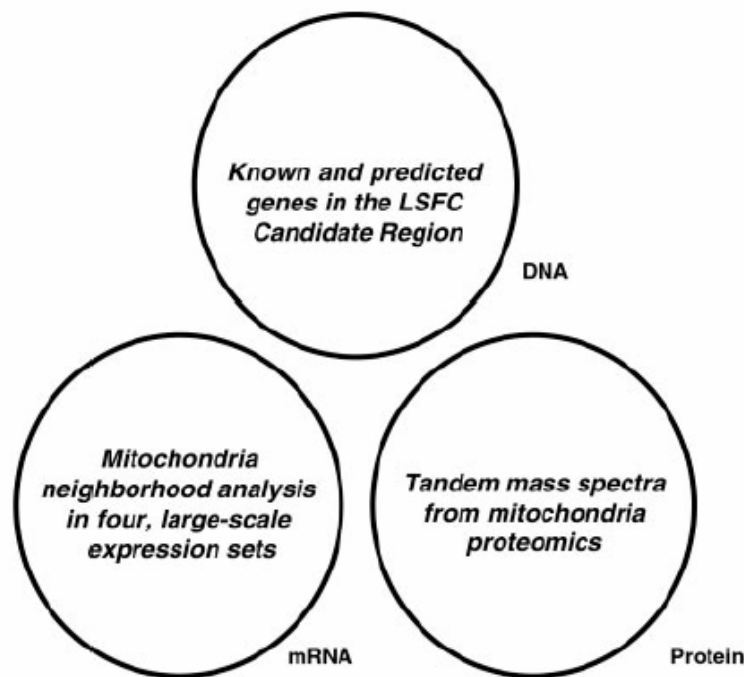 Known and predicted
genes in the LSFC
Candidate Region
DNA
Mitochondria
neighborhood analysis
in four, large-scale
expression sets
mRNA
Tandem mass spectra
from mitochondria
proteomics
Protein